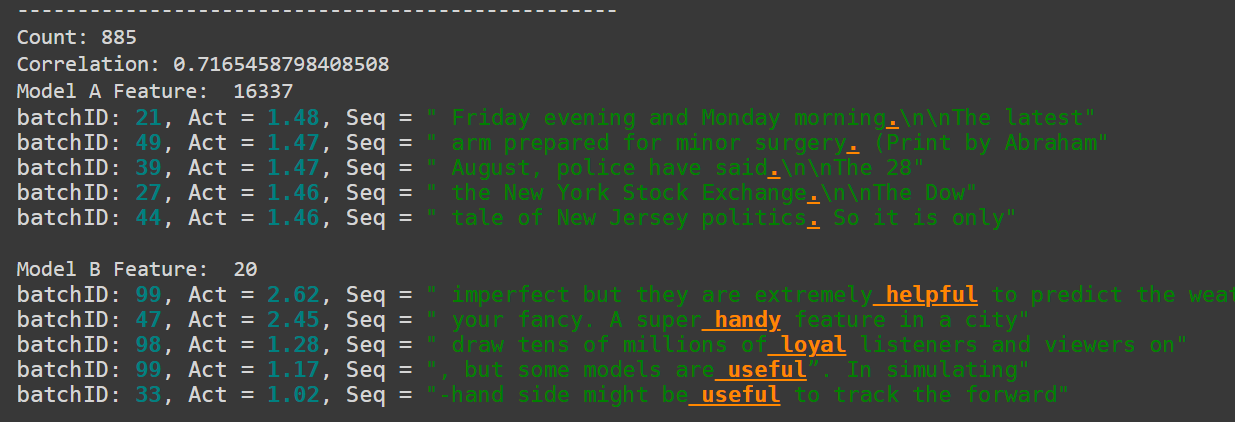 --------------------------------------------------
Count: 885
Correlation: 0.7165458798408508
Model A Feature:  16337
batchID: 21, Act = 1.48, Seq = " Friday evening and Monday morning.\n\nThe latest"
batchID: 49, Act = 1.47, Seq = " arm prepared for minor surgery. (Print by Abraham"
batchID: 39, Act = 1.47, Seq = " August, police have said.\n\nThe 28"
batchID: 27, Act = 1.46, Seq = " the New York Stock Exchange.\n\nThe Dow"
batchID: 44, Act = 1.46, Seq = " tale of New Jersey politics. So it is only"
Model B Feature:  20
batchID: 99, Act = 2.62, Seq = " imperfect but they are extremely helpful to predict the weat
batchID: 47, Act = 2.45, Seq = " your fancy. A super handy feature in a city"
batchID: 98, Act = 1.28, Seq = " draw tens of millions of loyal listeners and viewers on"
batchID: 99, Act = 1.17, Seq = ", but some models are useful”. In simulating"
batchID: 33, Act = 1.02, Seq = "-hand side might be useful to track the forward"